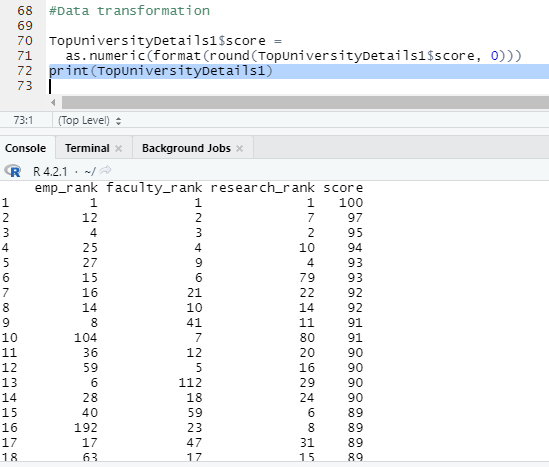 68 #Data transformation
69
70 TopUniversityDetails1$score =
71   as.numeric(format(round(TopUniversityDetails1$score, 0)))
72 print(TopUniversityDetails1)
73
73:1 (Top Level)
Console Terminal Background Jobs
R R 4.2.1 · ~/
emp_rank faculty_rank research_rank score
1 1 1 1 100
2 12 2 7 97
3 4 3 2 95
4 25 4 10 94
5 27 9 4 93
6 15 6 79 93
7 16 21 22 92
8 14 10 14 92
9 8 41 11 91
10 104 7 80 91
11 36 12 20 90
12 59 5 16 90
13 6 112 29 90
14 28 18 24 90
15 40 59 6 89
16 192 23 8 89
17 17 47 31 89
18 63 17 15 89